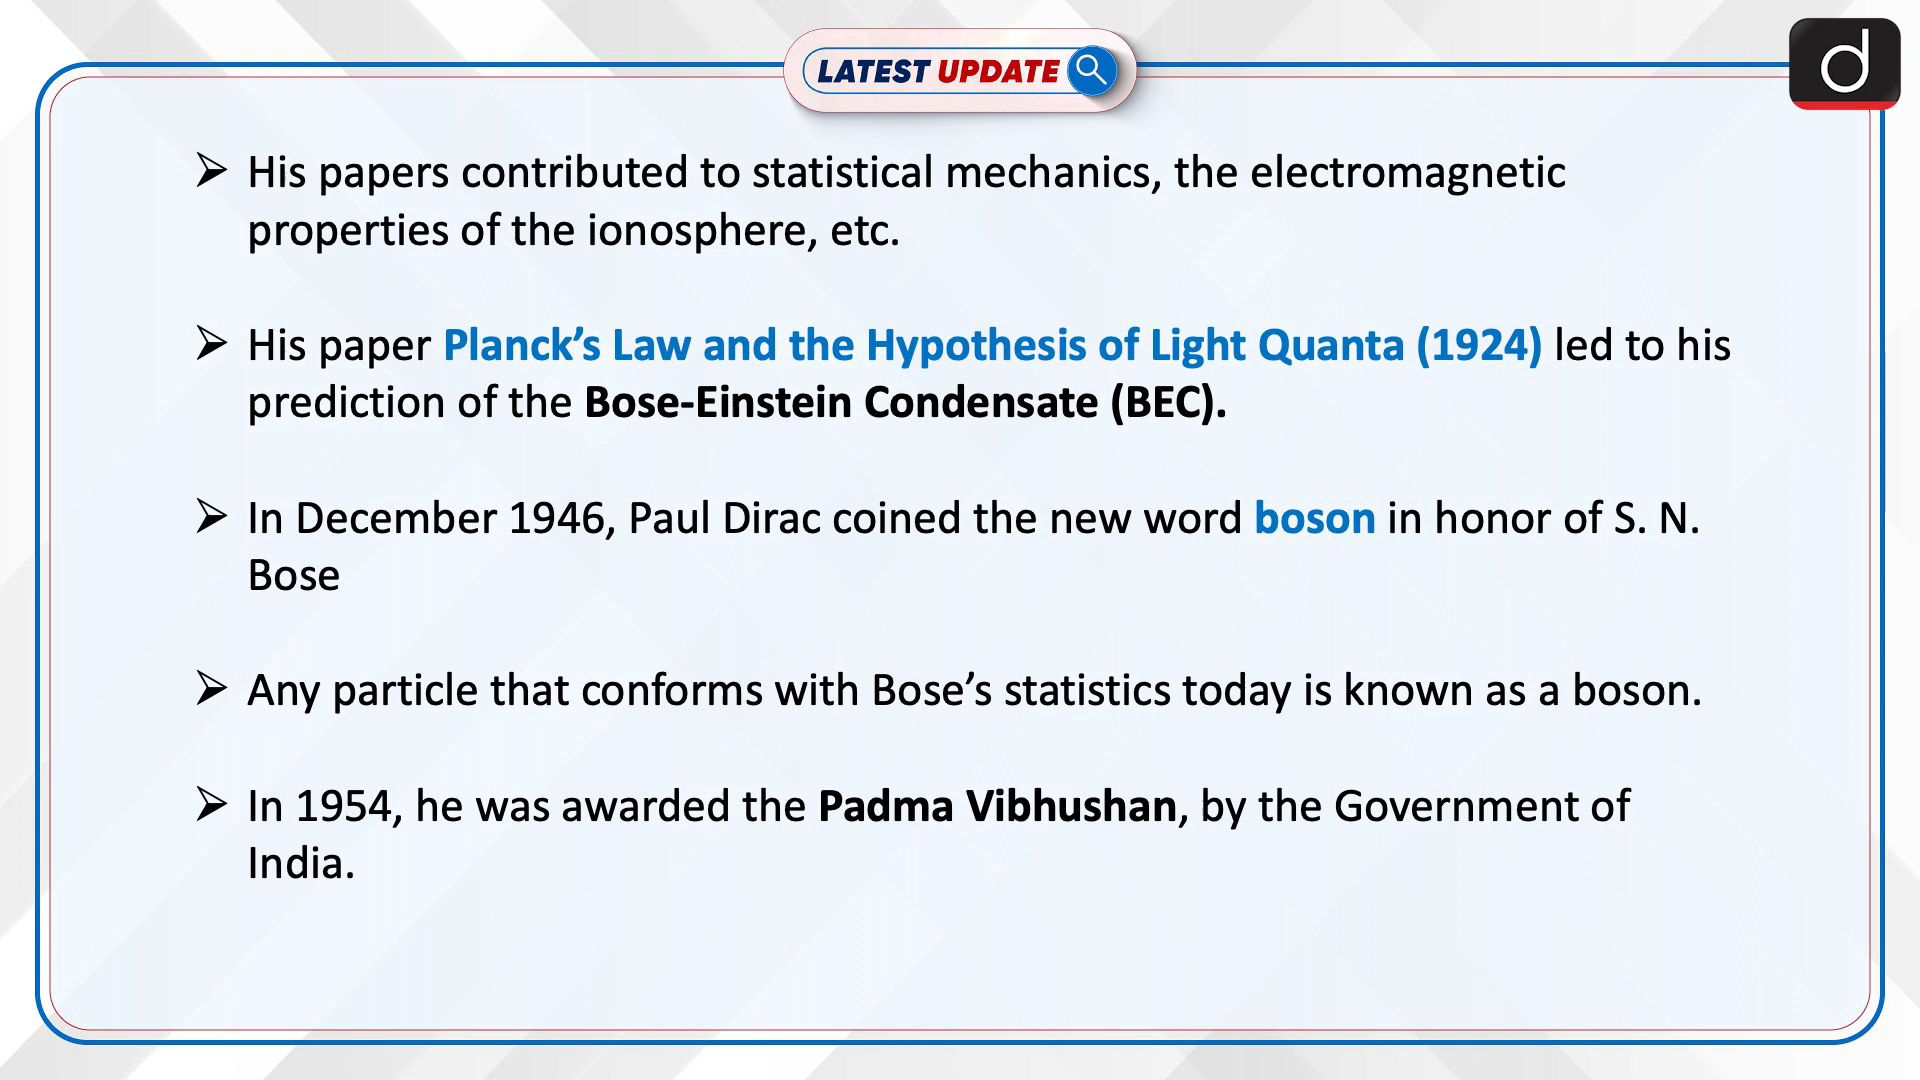 LATEST UPDATE
d
➢ His papers contributed to statistical mechanics, the electromagnetic
properties of the ionosphere, etc.
➢ His paper Planck’s Law and the Hypothesis of Light Quanta (1924) led to his
prediction of the Bose-Einstein Condensate (BEC).
➢ In December 1946, Paul Dirac coined the new word boson in honor of S. N.
Bose
➢ Any particle that conforms with Bose’s statistics today is known as a boson.
➢ In 1954, he was awarded the Padma Vibhushan, by the Government of
India.